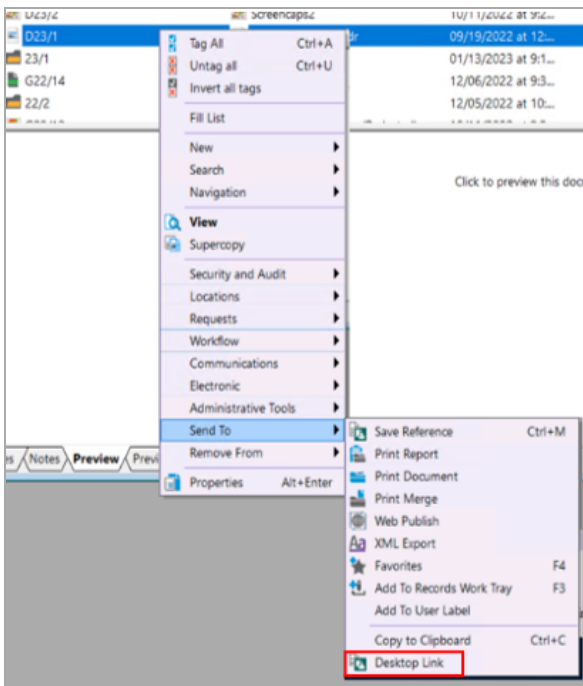 D23/2 Screencaps2 10/11/2022 at 9:2...
D23/1 dr 09/19/2022 at 12:...
23/1 01/13/2023 at 9:1...
G22/14 12/06/2022 at 9:3...
22/2 12/05/2022 at 10:...
Tag All Ctrl+A
Untag all Ctrl+U
Invert all tags
Fill List
New
Search
Navigation
Click to preview this doc
View
Supercopy
Security and Audit
Locations
Requests
Workflow
Communications
Electronic
Administrative Tools
Send To
Remove From
Properties Alt+Enter
es Notes Preview Previ
Save Reference Ctrl+M
Print Report
Print Document
Print Merge
Web Publish
XML Export
Favorites F4
Add To Records Work Tray F3
Add To User Label
Copy to Clipboard Ctrl+C
Desktop Link